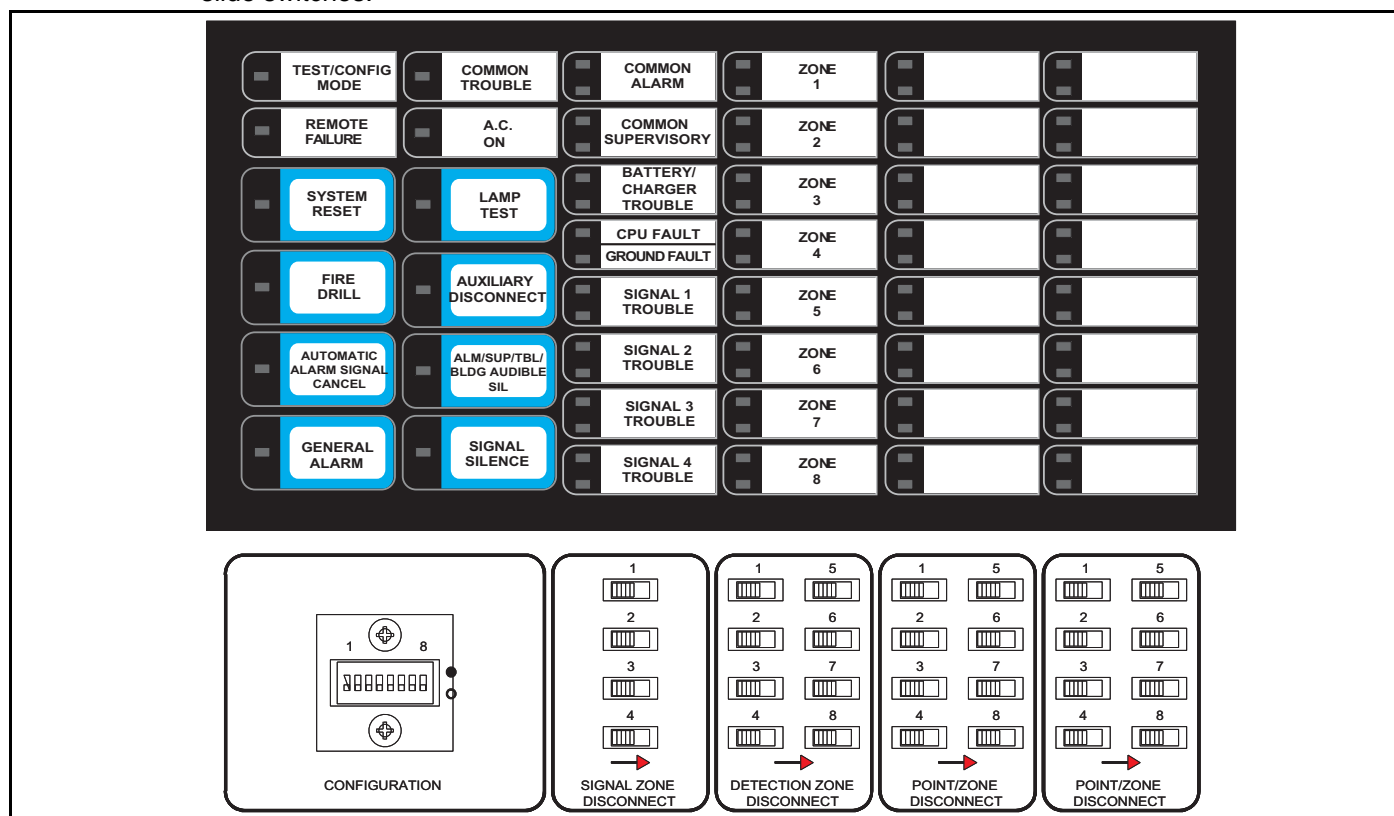 slide switches.
TEST/CONFIG
MODE
COMMON
TROUBLE
COMMON
ALARM
ZONE
1
REMOTE
FAILURE
A.C.
ON
COMMON
SUPERVISORY
ZONE
2
SYSTEM
RESET
LAMP
TEST
BATTERY/
CHARGER
TROUBLE
ZONE
3
CPU FAULT
GROUND FAULT
ZONE
4
FIRE
DRILL
AUXILIARY
DISCONNECT
SIGNAL 1
TROUBLE
ZONE
5
AUTOMATIC
ALARM SIGNAL
CANCEL
ALM/SUP/TBL/
BLDG AUDIBLE
SIL
SIGNAL 2
TROUBLE
ZONE
6
SIGNAL 3
TROUBLE
ZONE
7
GENERAL
ALARM
SIGNAL
SILENCE
SIGNAL 4
TROUBLE
ZONE
8
1 8
CONFIGURATION
1
2
3
4
SIGNAL ZONE
DISCONNECT
1 5
2 6
3 7
4 8
DETECTION ZONE
DISCONNECT
1 5
2 6
3 7
4 8
POINT/ZONE
DISCONNECT
1 5
2 6
3 7
4 8
POINT/ZONE
DISCONNECT